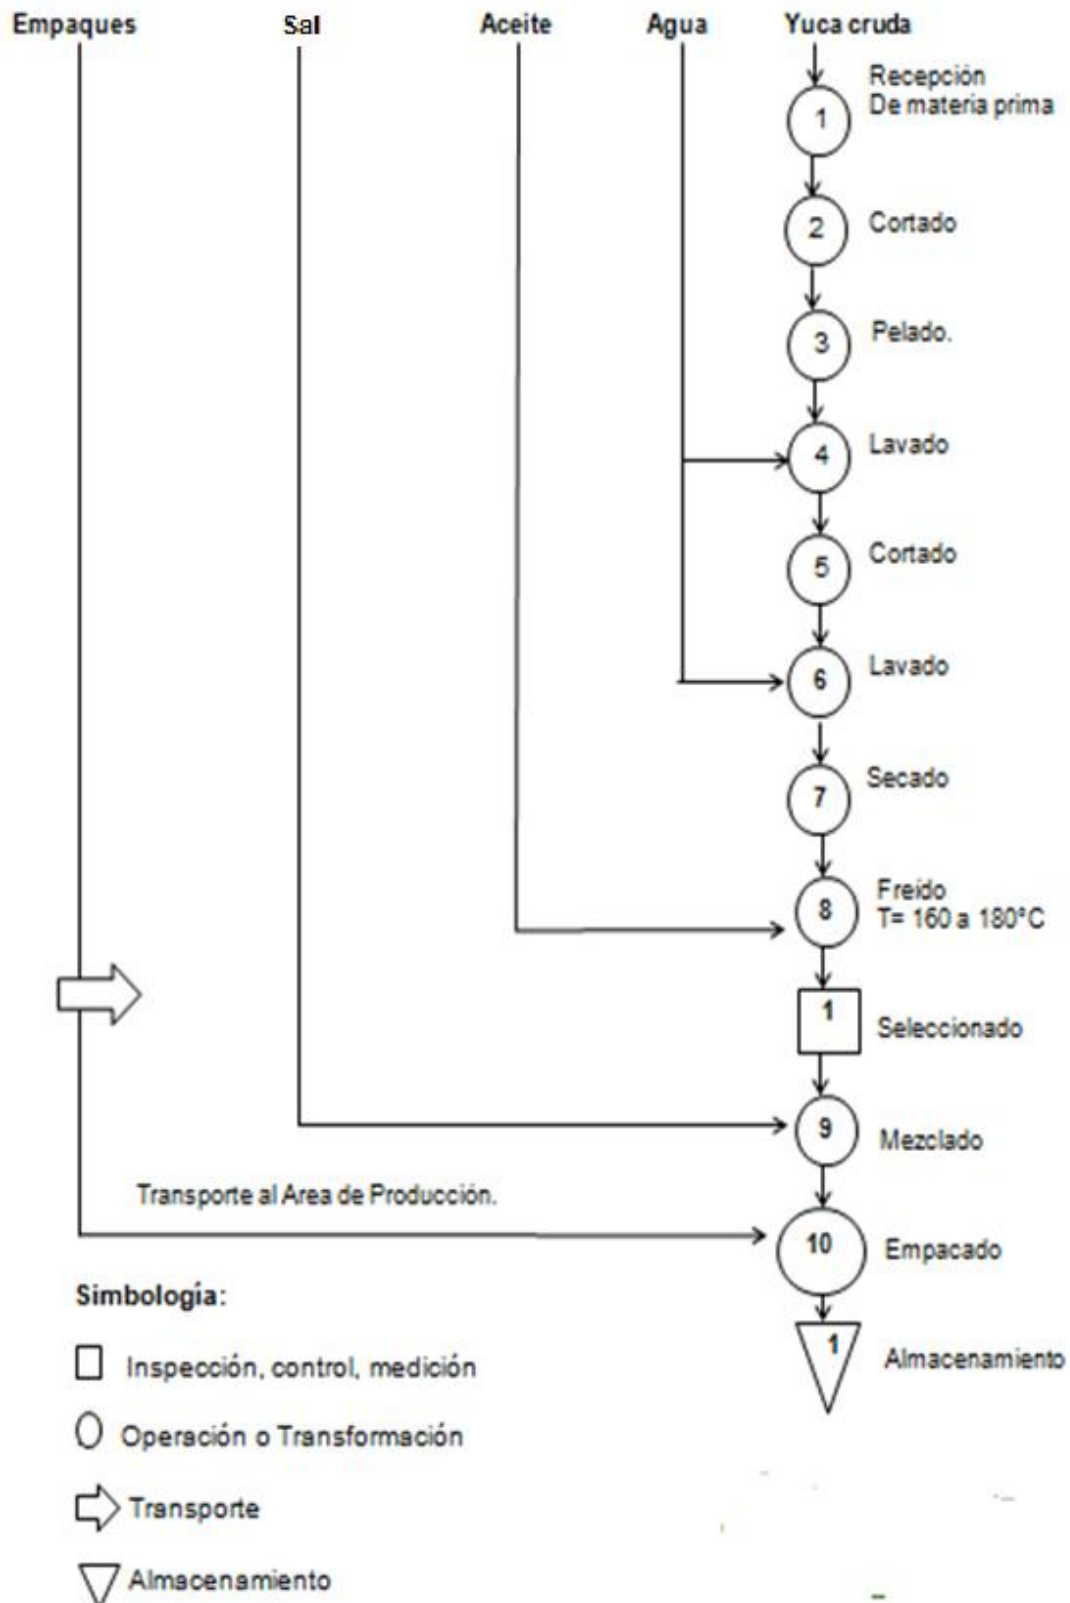 Empaques Sal Aceite Agua Yuca cruda
Recepción
De materia prima
1
2
Cortado
3
Pelado.
4
Lavado
5
Cortado
6
Lavado
7
Secado
8
Freido
T= 160 a 180°C
1
Seleccionado
9
Mezclado
Transporte al Area de Producción.
10
Empacado
1
Almacenamiento
Simbología:
Inspección, control, medición
Operación o Transformación
Transporte
Almacenamiento